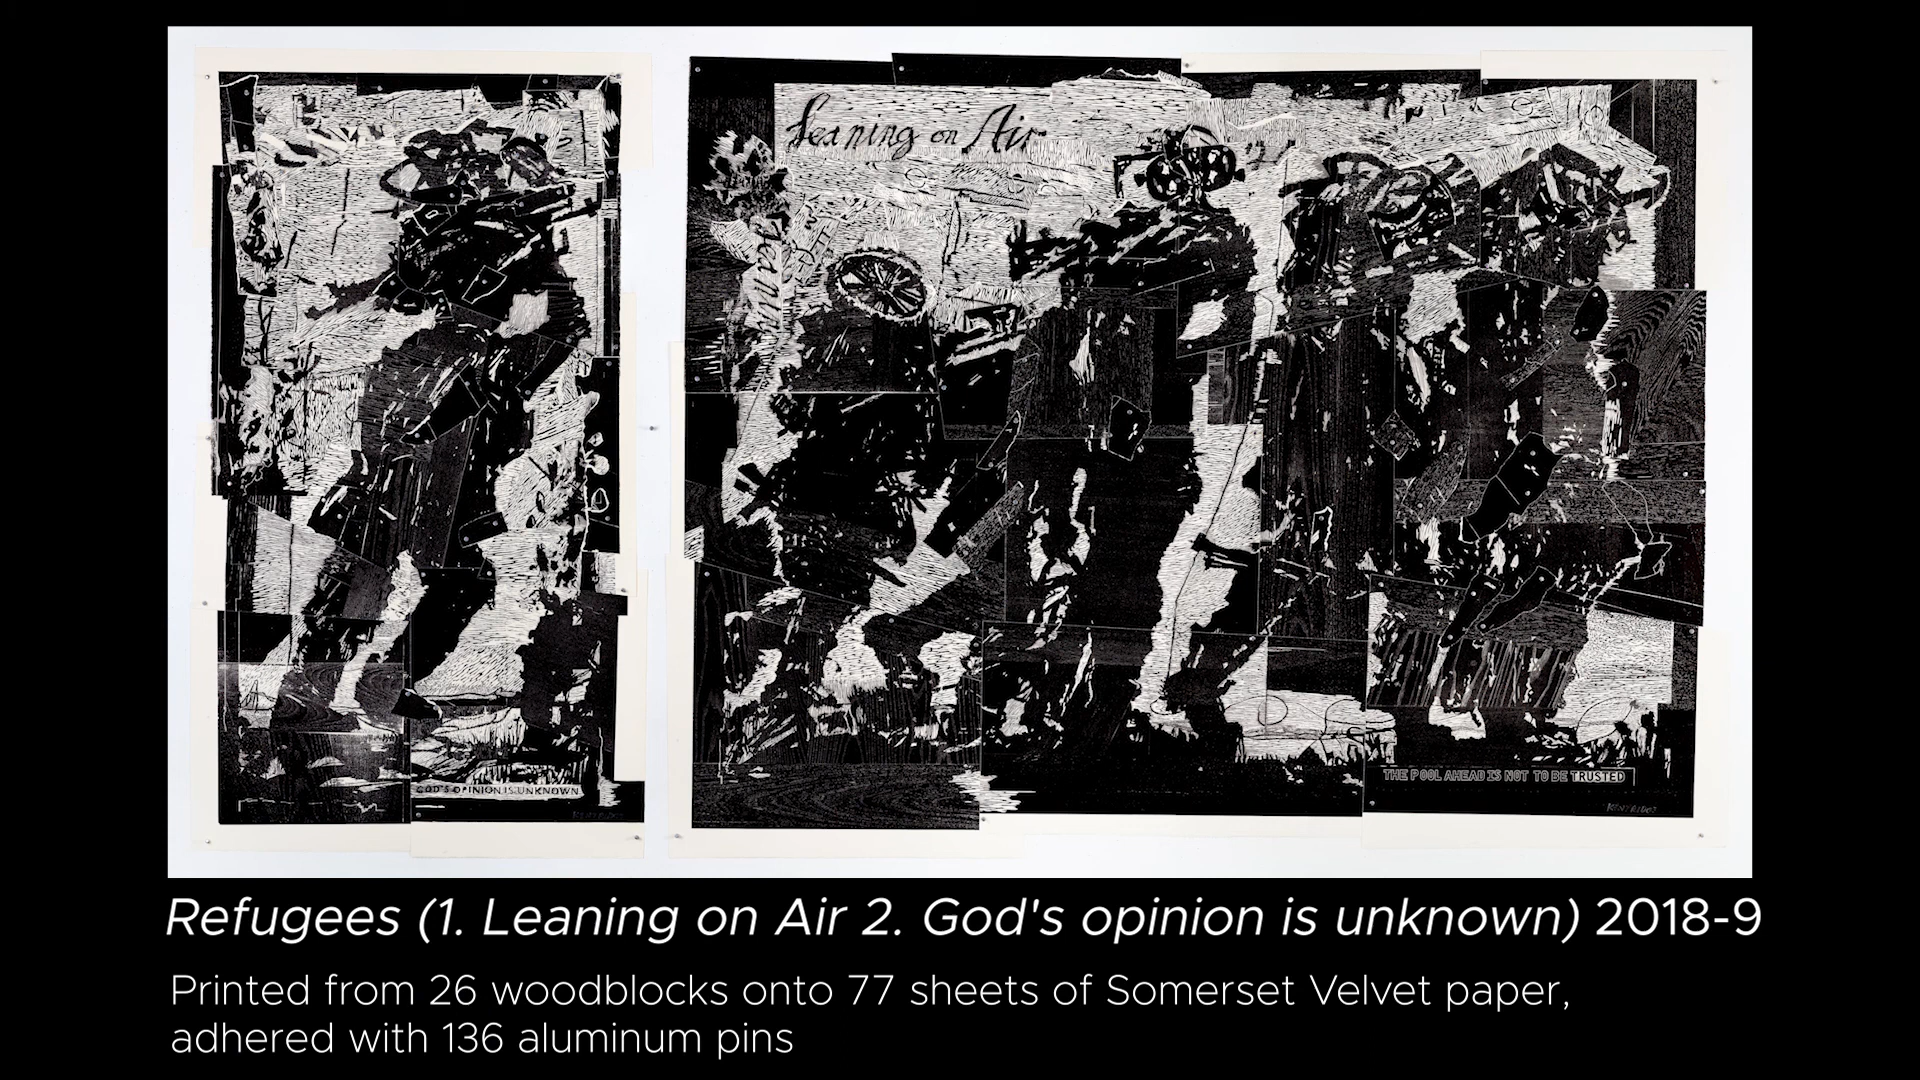 Leaning on Air
GOD'S OPINION IS UNKNOWN
THE POOL AHEAD IS NOT TO BE TRUSTED
KENTRIDGE
KENTRIDGE
Refugees (1. Leaning on Air 2. God's opinion is unknown) 2018-9
Printed from 26 woodblocks onto 77 sheets of Somerset Velvet paper,
adhered with 136 aluminum pins